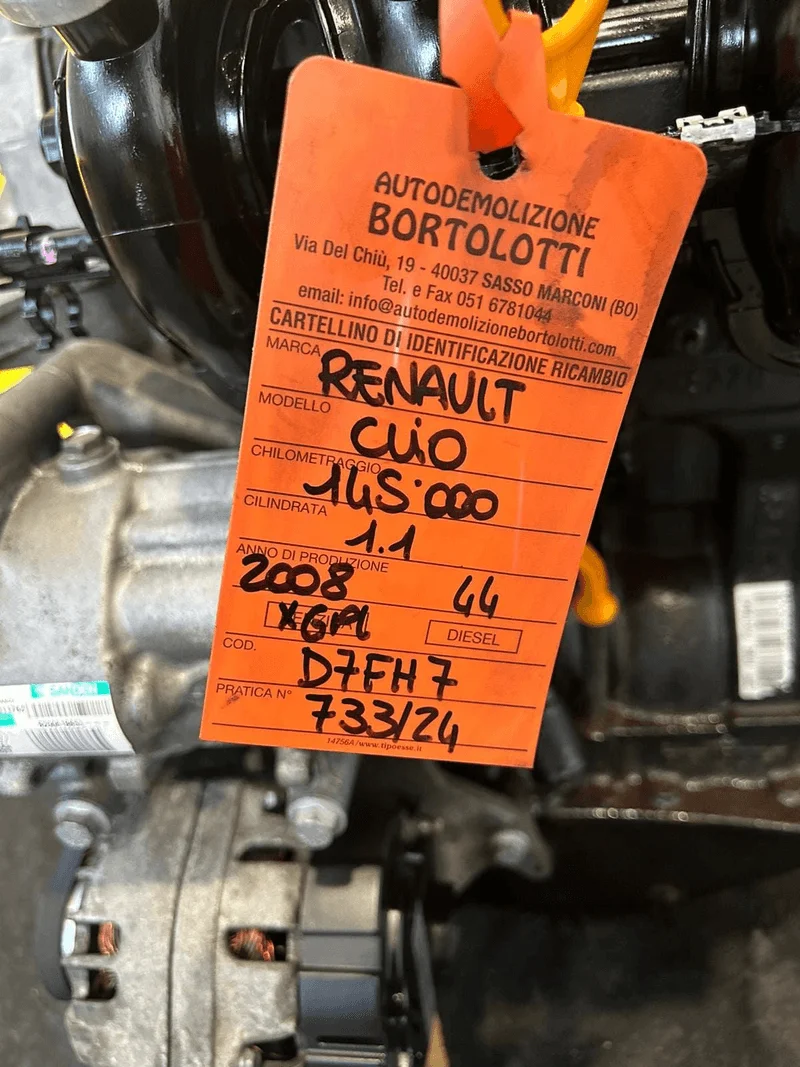 AUTODEMOLIZIONE
BORTOLOTTI
Via Del Chiù, 19 - 40037 SASSO MARCONI (BO)
Tel. e Fax 051 6781044
email: info@autodemolizionebortolotti.com
CARTELLINO DI IDENTIFICAZIONE RICAMBIO
MARCA RENAULT
MODELLO CLiO
CHILOMETRAGGIO 145.000
CILINDRATA 1.1
ANNO DI PRODUZIONE
2008 44
XGPL DIESEL
COD. D7FH7
PRATICA N° 733/24
14756A/www.tipoesse.it
SANDEN